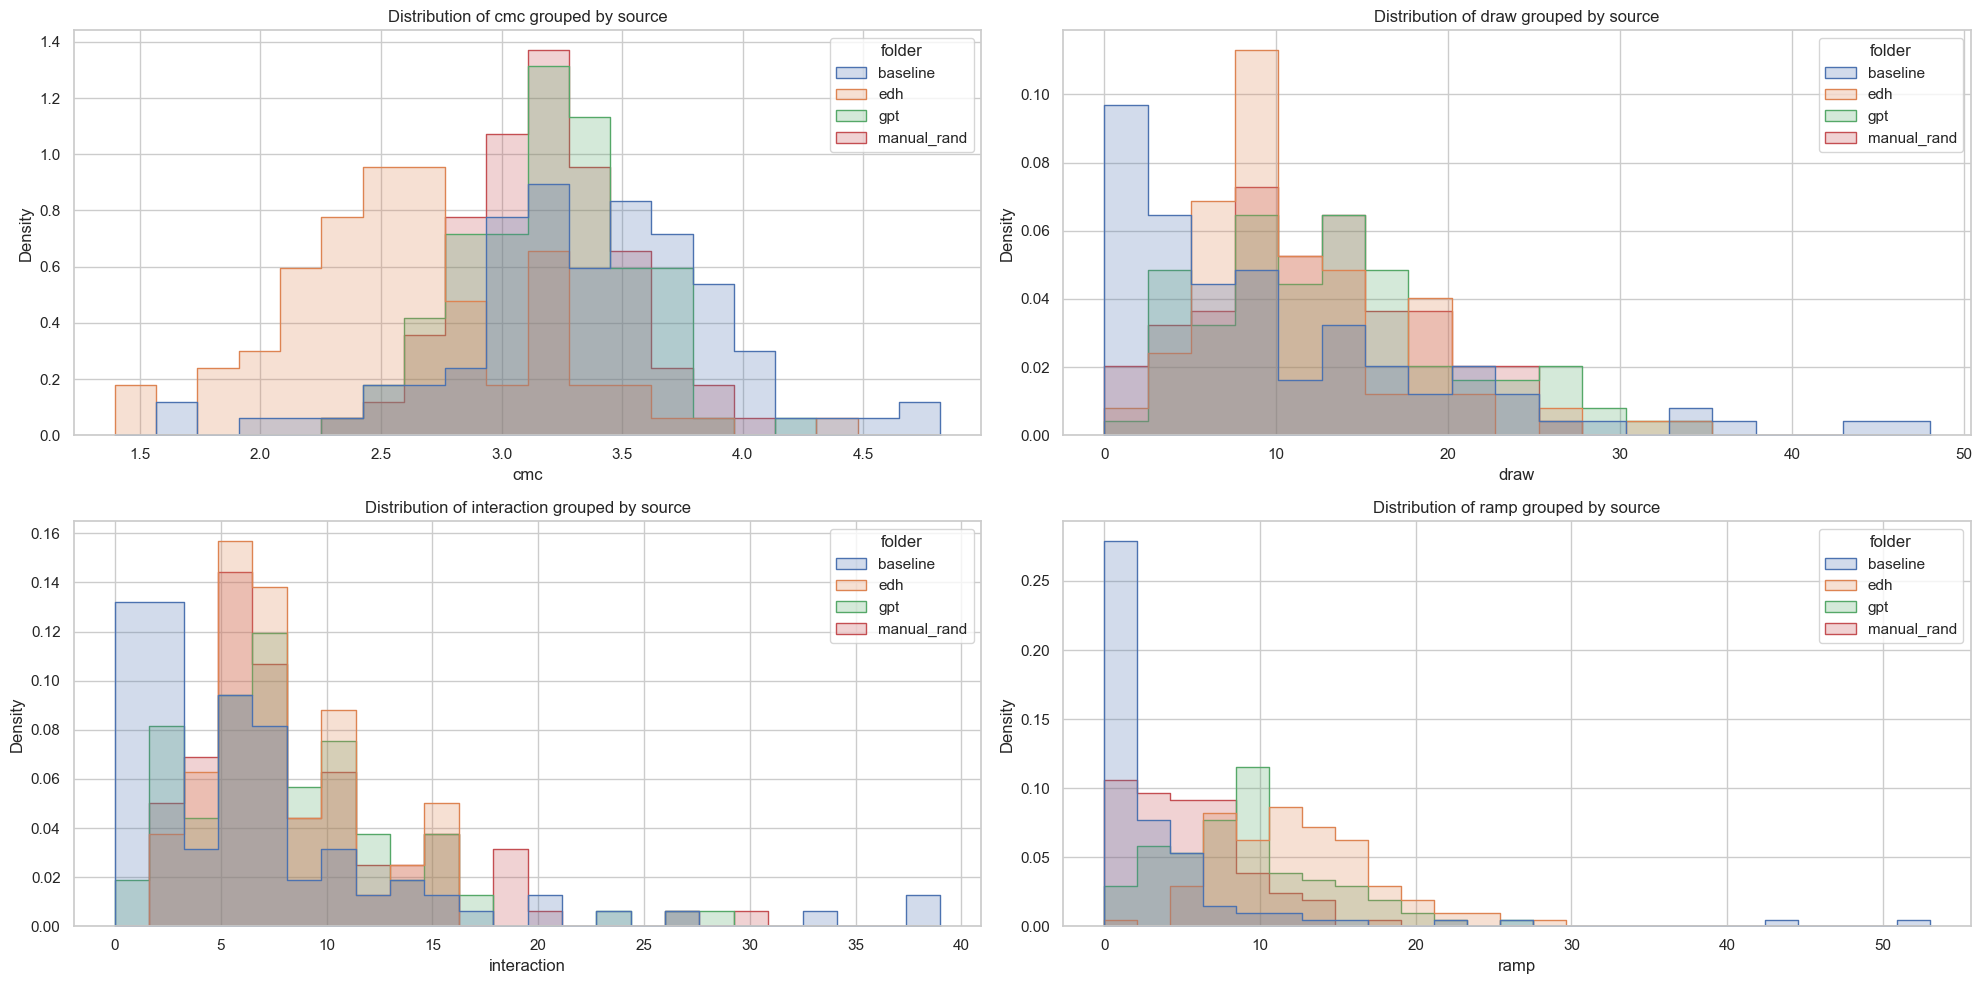 Distribution of cmc grouped by source
Density
1.4
1.2
1.0
0.8
0.6
0.4
0.2
0.0
1.5 2.0 2.5 3.0 3.5 4.0 4.5
cmc
folder
baseline
edh
gpt
manual_rand
Distribution of draw grouped by source
Density
0.10
0.08
0.06
0.04
0.02
0.00
0 10 20 30 40 50
draw
folder
baseline
edh
gpt
manual_rand
Distribution of interaction grouped by source
Density
0.16
0.14
0.12
0.10
0.08
0.06
0.04
0.02
0.00
0 5 10 15 20 25 30 35 40
interaction
folder
baseline
edh
gpt
manual_rand
Distribution of ramp grouped by source
Density
0.25
0.20
0.15
0.10
0.05
0.00
0 10 20 30 40 50
ramp
folder
baseline
edh
gpt
manual_rand